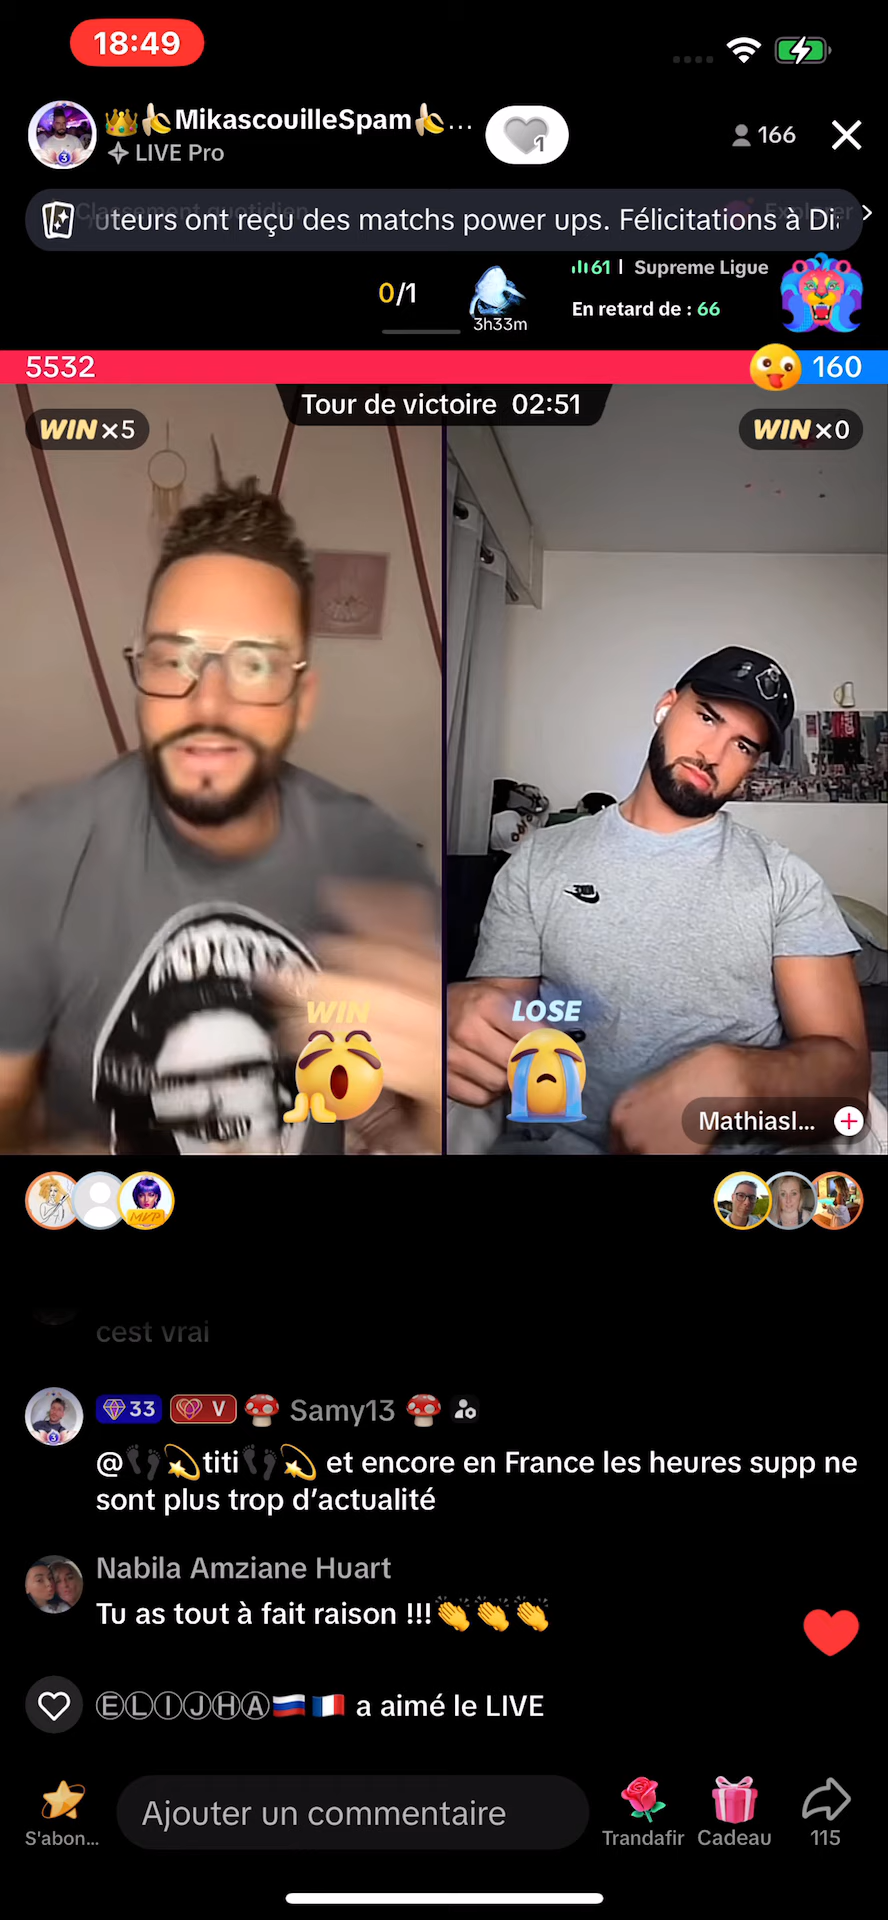 18:49
👑🍌MikascouilleSpam🍌...
LIVE Pro
1
166
uteurs ont reçu des matchs power ups. Félicitations à Di
0/1
3h33m
61 | Supreme Ligue
En retard de : 66
5532
160
Tour de victoire 02:51
WIN ×5
WIN ×0
WIN
LOSE
Mathiasl...
MVP
cest vrai
33 V 🍄 Samy13 🍄
@👣💫titi👣💫 et encore en France les heures supp ne
sont plus trop d’actualité
Nabila Amziane Huart
Tu as tout à fait raison !!!👏👏👏
ⒺⓁⒾⒿⒽⒶ🇷🇺🇫🇷 a aimé le LIVE
S'abon...
Ajouter un commentaire
Trandafir
Cadeau
115